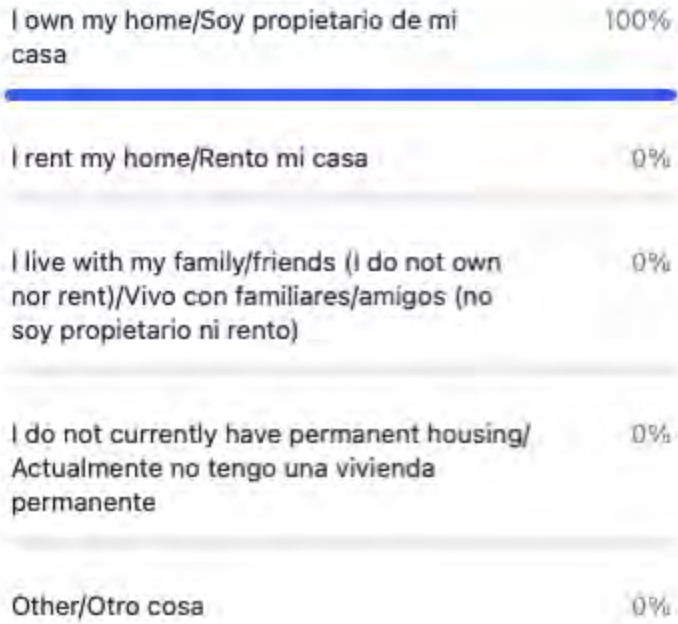 I own my home/Soy propietario de mi 100%
casa
I rent my home/Rento mi casa 0%
I live with my family/friends (I do not own 0%
nor rent)/Vivo con familiares/amigos (no
soy propietario ni rento)
I do not currently have permanent housing/ 0%
Actualmente no tengo una vivienda
permanente
Other/Otro cosa 0%